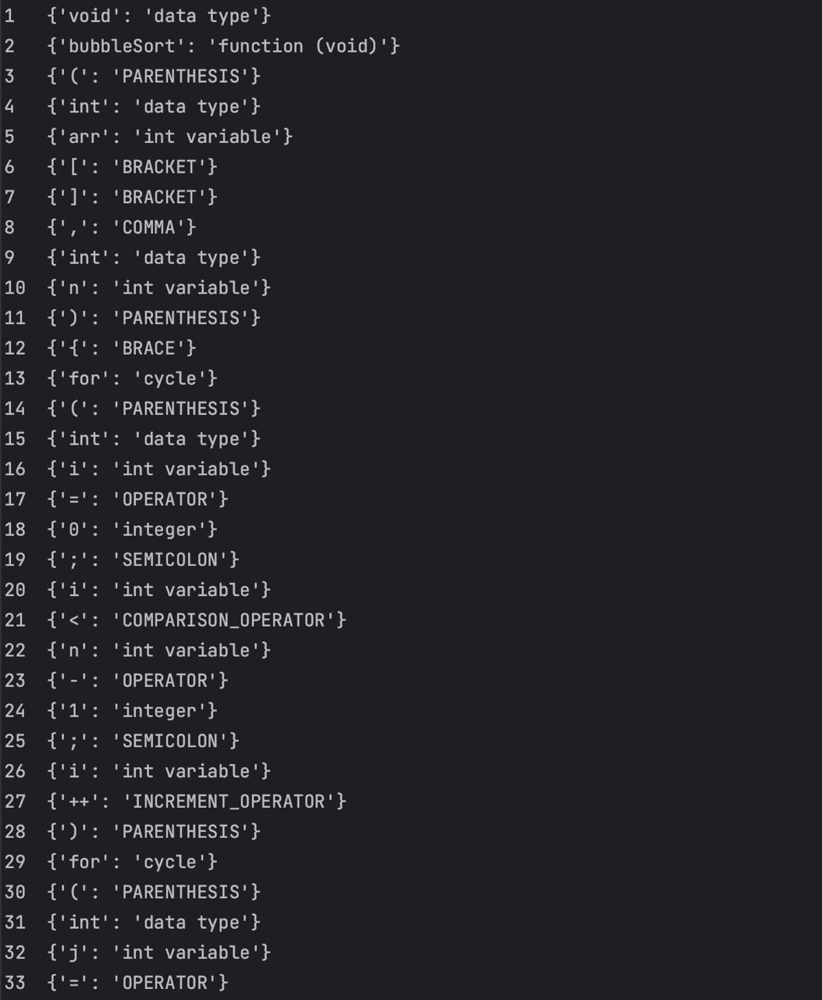 1 {'void': 'data type'}
2 {'bubbleSort': 'function (void)'}
3 {'(': 'PARENTHESIS'}
4 {'int': 'data type'}
5 {'arr': 'int variable'}
6 {'[': 'BRACKET'}
7 {']': 'BRACKET'}
8 {',': 'COMMA'}
9 {'int': 'data type'}
10 {'n': 'int variable'}
11 {')': 'PARENTHESIS'}
12 {'{': 'BRACE'}
13 {'for': 'cycle'}
14 {'(': 'PARENTHESIS'}
15 {'int': 'data type'}
16 {'i': 'int variable'}
17 {'=': 'OPERATOR'}
18 {'0': 'integer'}
19 {';': 'SEMICOLON'}
20 {'i': 'int variable'}
21 {'<': 'COMPARISON_OPERATOR'}
22 {'n': 'int variable'}
23 {'-': 'OPERATOR'}
24 {'1': 'integer'}
25 {';': 'SEMICOLON'}
26 {'i': 'int variable'}
27 {'++': 'INCREMENT_OPERATOR'}
28 {')': 'PARENTHESIS'}
29 {'for': 'cycle'}
30 {'(': 'PARENTHESIS'}
31 {'int': 'data type'}
32 {'j': 'int variable'}
33 {'=': 'OPERATOR'}